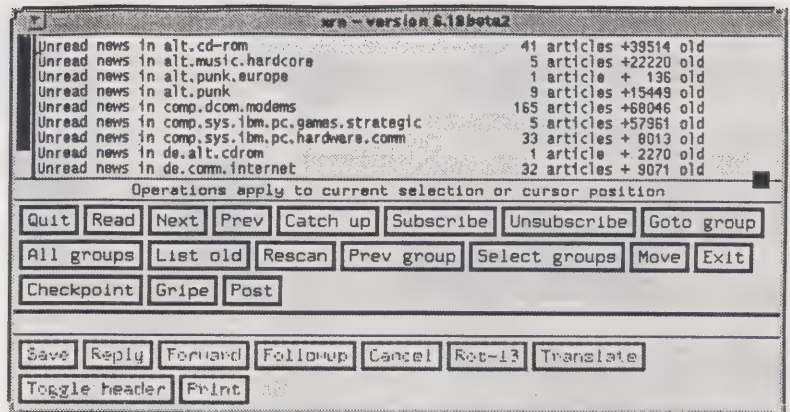 xrn – version 6.18beta2
Unread news in alt.cd-rom 41 articles +39514 old
Unread news in alt.music.hardcore 5 articles +22220 old
Unread news in alt.punk.europe 1 article + 136 old
Unread news in alt.punk 9 articles +15449 old
Unread news in comp.dcom.modems 165 articles +68046 old
Unread news in comp.sys.ibm.pc.games.strategic 5 articles +57961 old
Unread news in comp.sys.ibm.pc.hardware.comm 33 articles + 8013 old
Unread news in de.alt.cdrom 1 article + 2270 old
Unread news in de.comm.internet 32 articles + 9071 old
Operations apply to current selection or cursor position
Quit Read Next Prev Catch up Subscribe Unsubscribe Goto group
All groups List old Rescan Prev group Select groups Move Exit
Checkpoint Gripe Post
Save Reply Forward Followup Cancel Rot-13 Translate
Toggle header Print